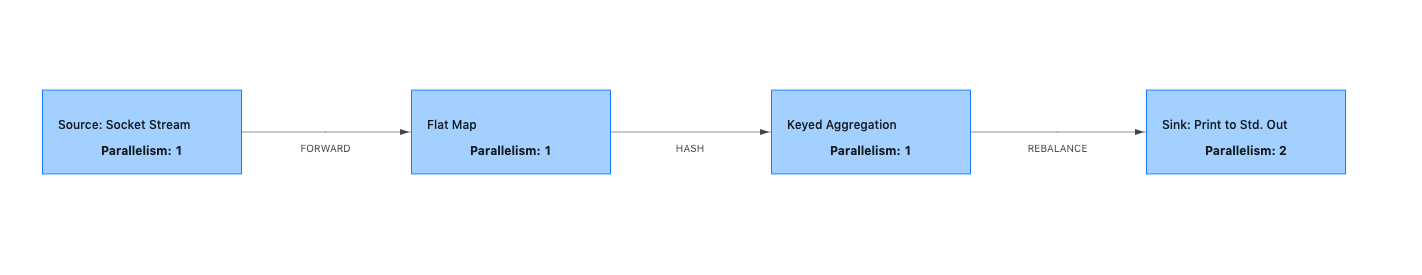 Source: Socket Stream
Parallelism: 1
FORWARD
Flat Map
Parallelism: 1
HASH
Keyed Aggregation
Parallelism: 1
REBALANCE
Sink: Print to Std. Out
Parallelism: 2